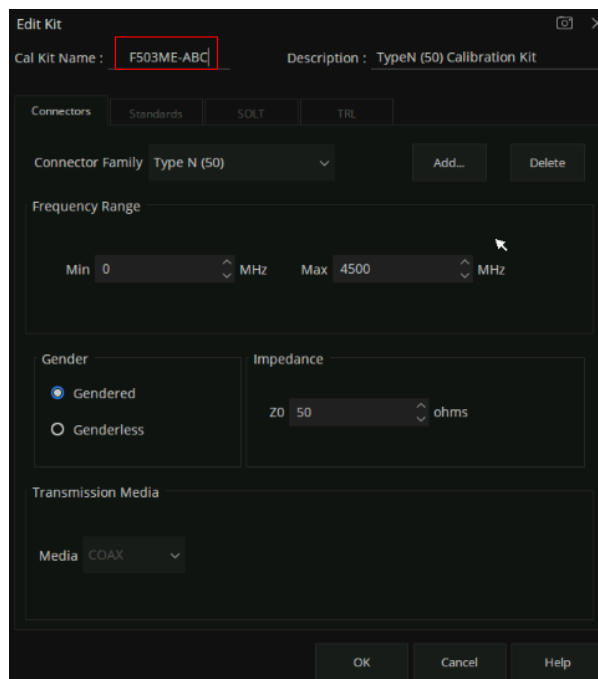 Edit Kit
Cal Kit Name : F503ME-ABC Description : TypeN (50) Calibration Kit
Connectors Standards SOLT TRL
Connector Family Type N (50) Add... Delete
Frequency Range
Min 0 MHz Max 4500 MHz
Gender Impedance
Gendered
Z0 50 ohms
Genderless
Transmission Media
Media COAX
OK Cancel Help